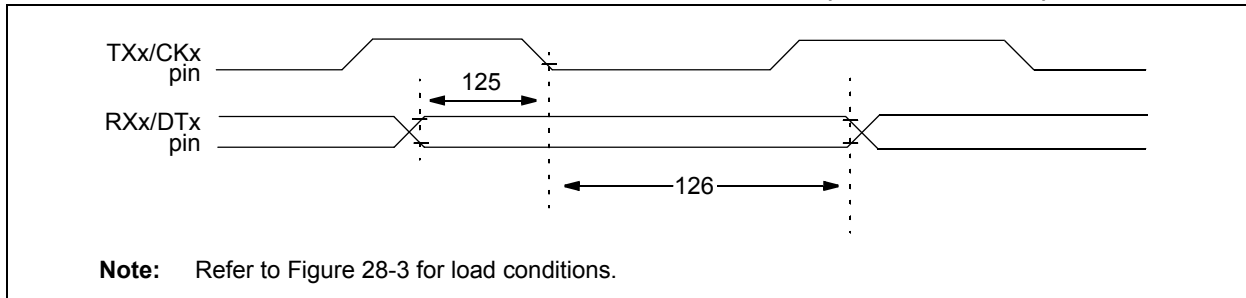 TXx/CKx
pin
125
RXx/DTx
pin
126
Note: Refer to Figure 28-3 for load conditions.